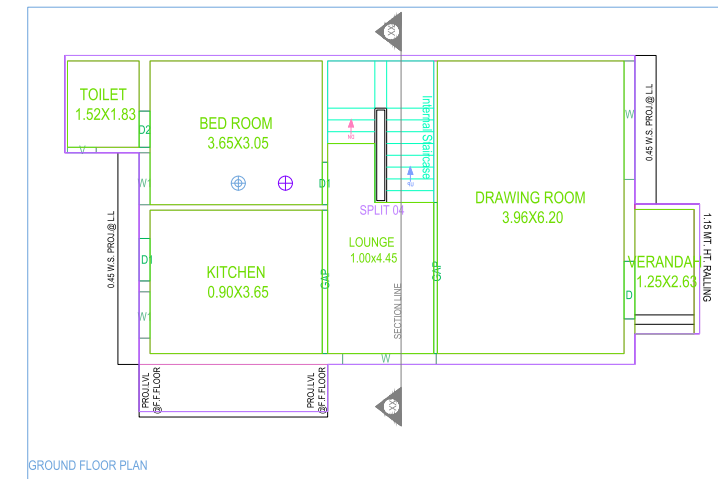 XX
TOILET
1.52X1.83
D2
V
BED ROOM
3.65X3.05
W1
D1
Internal Staircase
SPLIT 04
LOUNGE
1.00x4.45
DRAWING ROOM
3.96X6.20
W
0.45 W.S. PROJ.@ L.L
VERANDAH
1.25X2.63
1.15 MT. HT. RALLING
D
0.45 W.S. PROJ.@ L.L
D1
KITCHEN
0.90X3.65
W1
GAP
GAP
SECTION LINE
W
PROJ.LVL
@F.F.FLOOR
PROJ.LVL
@F.F.FLOOR
XX
GROUND FLOOR PLAN